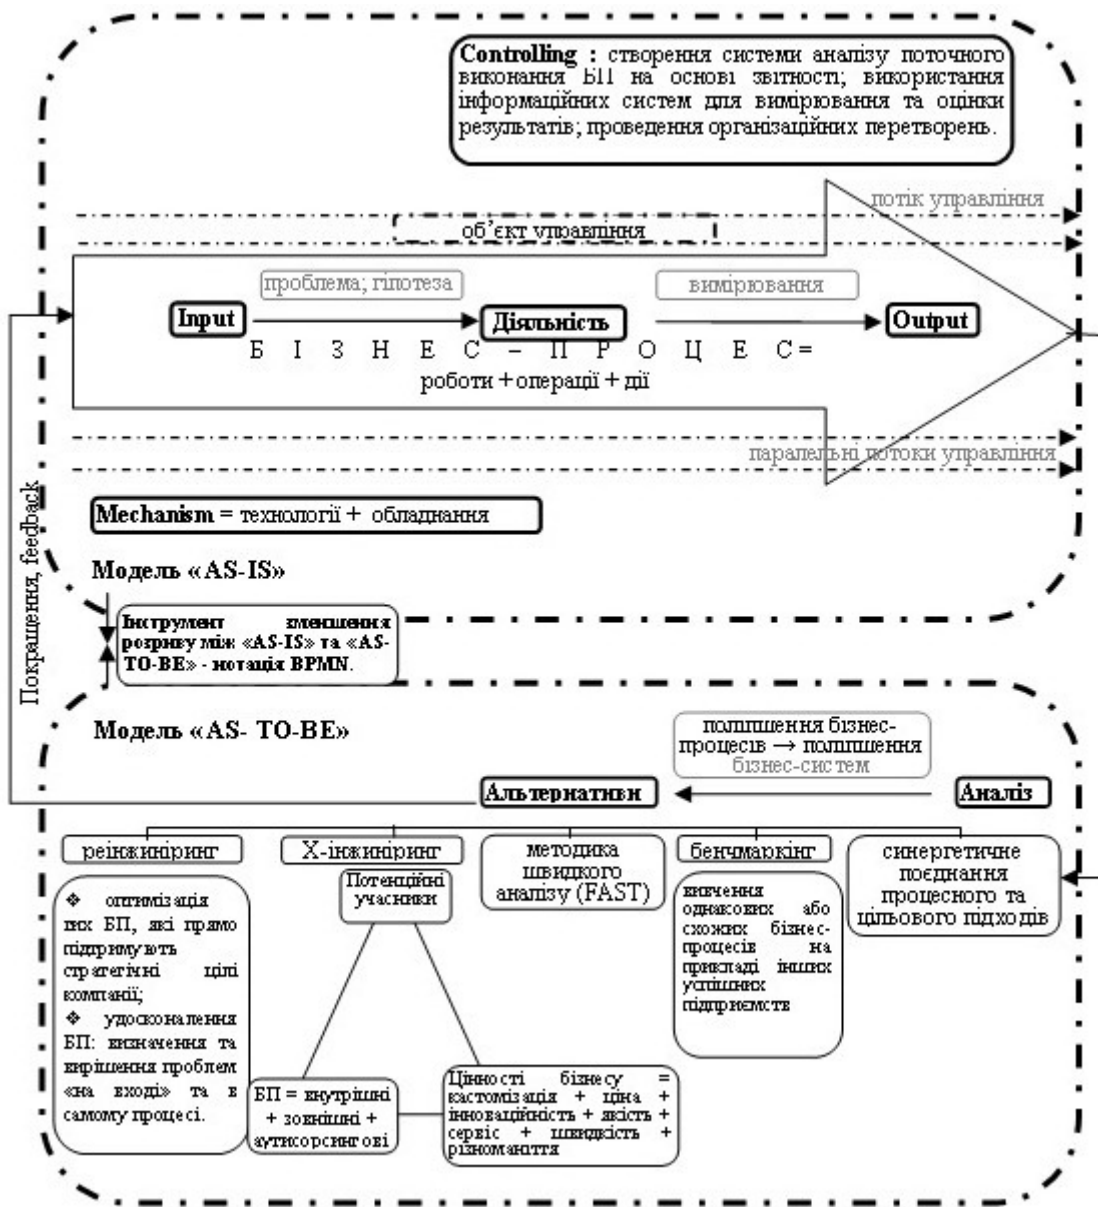 Controlling : створення системи аналізу поточного
виконання БП на основі звітності; використання
інформаційних систем для вимірювання та оцінки
результатів; проведення організаційних перетворень.
потік управління
об’єкт управління
проблема; гіпотеза
вимірювання
Input
Діяльність
Output
Б І З Н Е С – П Р О Ц Е С =
роботи + операції + дії
паралельні потоки управління
Mechanism = технології + обладнання
Покращення, feedback
Модель «AS-IS»
Інструмент зменшення
розриву між «AS-IS» та «AS-
TO-BE» - нотація BPMN.
Модель «AS- TO-BE»
поліпшення бізнес-
процесів → поліпшення
бізнес-систем
Альтернативи
Аналіз
реінжиніринг
X-інжиніринг
методика
швидкого
аналізу (FAST)
бенчмаркінг
синергетичне
поєднання
процесного та
цільового підходів
❖ оптимізація
тих БП, які прямо
підтримують
стратегічні цілі
компанії;
❖ удосконалення
БП: визначення та
вирішення проблем
«на вході» та в
самому процесі.
Потенційні
учасники
БП = внутрішні
+ зовнішні +
аутисорсингові
Цінності бізнесу =
кастомізація + ціна +
інноваційність + якість +
сервіс + швидкість +
різноманіття
вивчення
однакових або
схожих бізнес-
процесів на
прикладі інших
успішних
підприємств